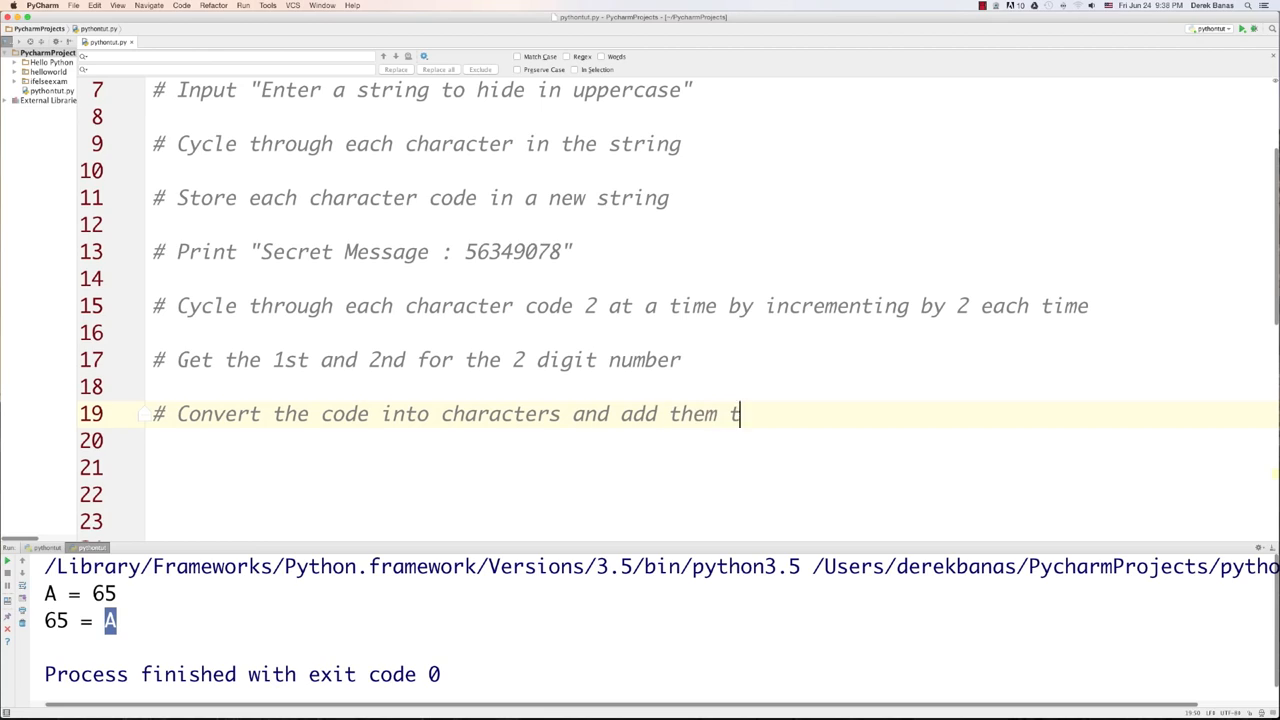 PyCharm File Edit View Navigate Code Refactor Run Tools VCS Window Help
10 Fri Jun 24 9:38 PM Derek Banas
pythontut.py - PycharmProjects - [~/PycharmProjects]
PycharmProjects pythontut.py
pythontut
pythontut.py ×
PycharmProject
Hello Python
helloworld
ifelseexam
pythontut.py
External Librarie
Match Case Regex Words
Replace Replace all Exclude Preserve Case In Selection
7 # Input "Enter a string to hide in uppercase"
8
9 # Cycle through each character in the string
10
11 # Store each character code in a new string
12
13 # Print "Secret Message : 56349078"
14
15 # Cycle through each character code 2 at a time by incrementing by 2 each time
16
17 # Get the 1st and 2nd for the 2 digit number
18
19 # Convert the code into characters and add them t
20
21
22
23
Run: pythontut pythontut
/Library/Frameworks/Python.framework/Versions/3.5/bin/python3.5 /Users/derekbanas/PycharmProjects/pytho
A = 65
65 = A
Process finished with exit code 0
19:50 LF÷ UTF-8÷